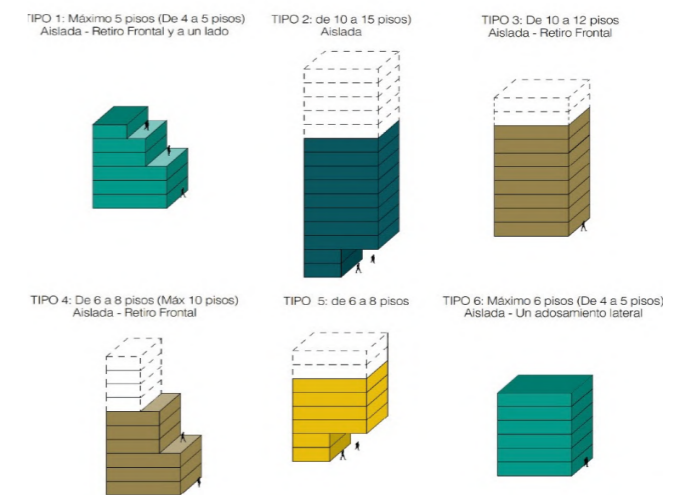 TIPO 1: Máximo 5 pisos (De 4 a 5 pisos)
Aislada - Retiro Frontal y a un lado
TIPO 2: de 10 a 15 pisos)
Aislada
TIPO 3: De 10 a 12 pisos
Aislada - Retiro Frontal
TIPO 4: De 6 a 8 pisos (Máx 10 pisos)
Aislada - Retiro Frontal
TIPO 5: de 6 a 8 pisos
TIPO 6: Máximo 6 pisos (De 4 a 5 pisos)
Aislada - Un adosamiento lateral